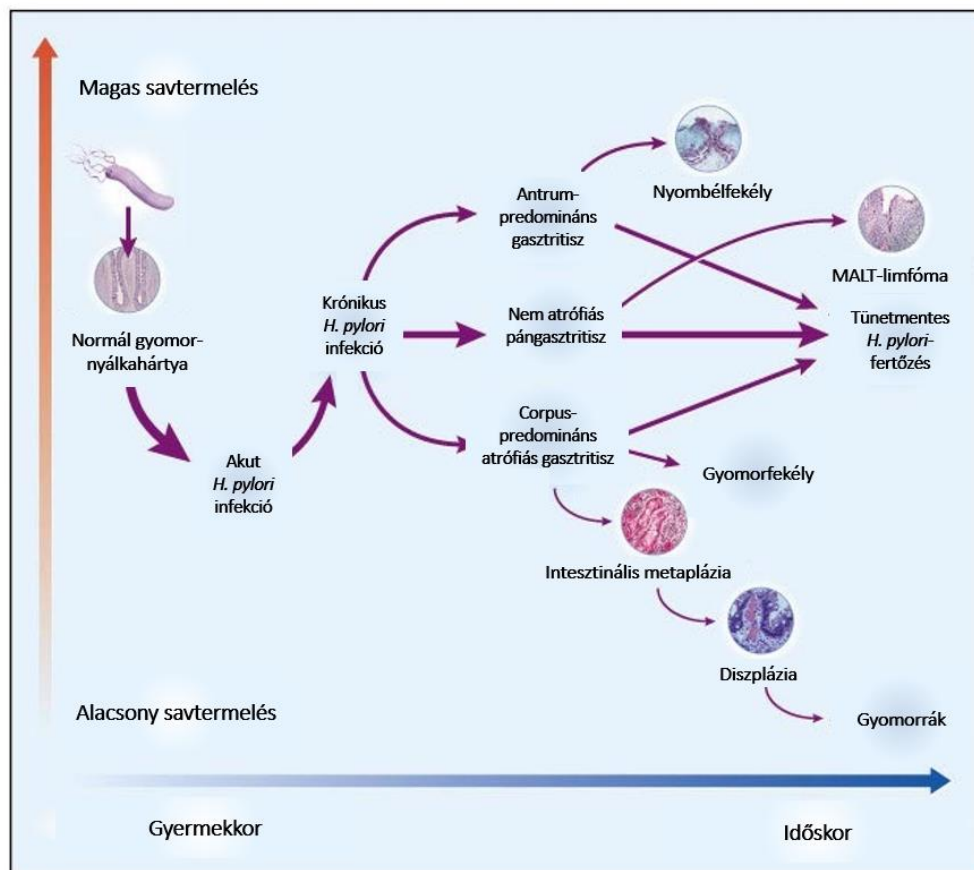 Magas savtermelés
Nyombélfekély
Antrum-
predomináns
gasztritisz
MALT-limfóma
Normál gyomor-
nyálkahártya
Krónikus
H. pylori
infekció
Nem atrófiás
pángasztritisz
Tünetmentes
H. pylori-
fertőzés
Corpus-
predomináns
atrófiás gasztritisz
Akut
H. pylori
infekció
Gyomorfekély
Intesztinális metaplázia
Diszplázia
Alacsony savtermelés
Gyomorrák
Gyermekkor
Időskor